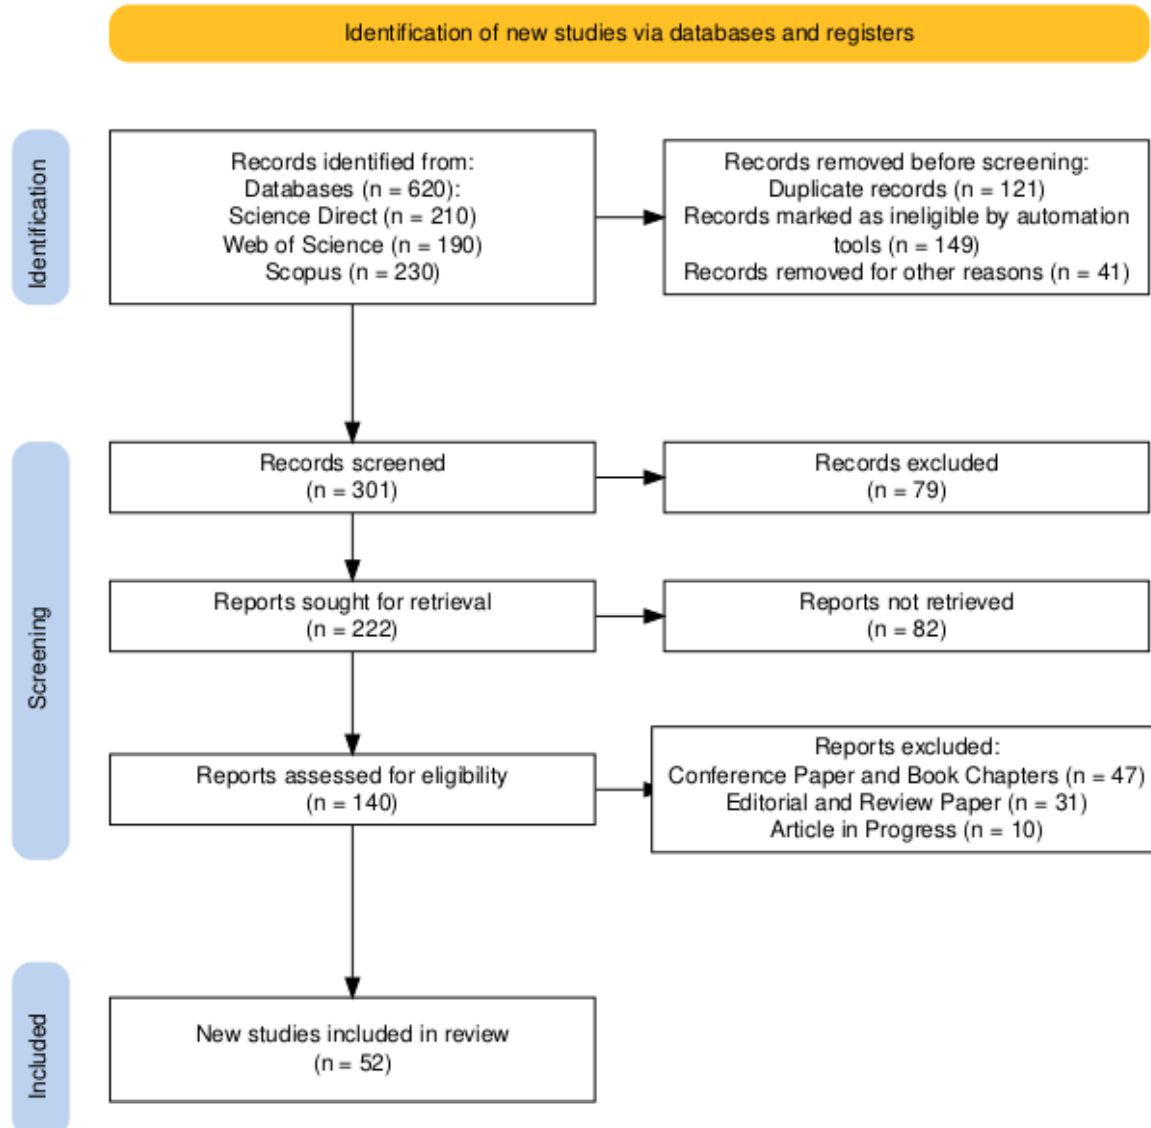 Identification of new studies via databases and registers
Identification
Records identified from:
Databases (n = 620):
Science Direct (n = 210)
Web of Science (n = 190)
Scopus (n = 230)
Records removed before screening:
Duplicate records (n = 121)
Records marked as ineligible by automation
tools (n = 149)
Records removed for other reasons (n = 41)
Screening
Records screened
(n = 301)
Records excluded
(n = 79)
Reports sought for retrieval
(n = 222)
Reports not retrieved
(n = 82)
Reports assessed for eligibility
(n = 140)
Reports excluded:
Conference Paper and Book Chapters (n = 47)
Editorial and Review Paper (n = 31)
Article in Progress (n = 10)
Included
New studies included in review
(n = 52)